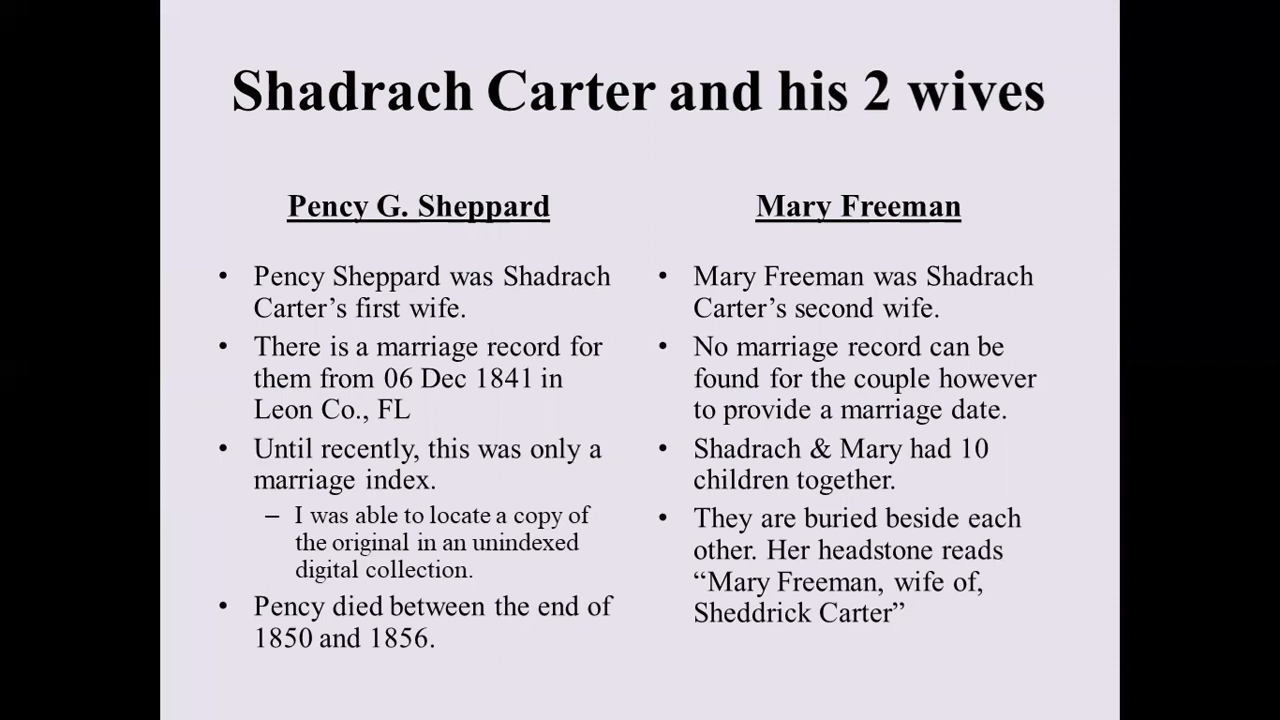 Shadrach Carter and his 2 wives
Pency G. Sheppard
• Pency Sheppard was Shadrach
Carter’s first wife.
• There is a marriage record for
them from 06 Dec 1841 in
Leon Co., FL
• Until recently, this was only a
marriage index.
– I was able to locate a copy of
the original in an unindexed
digital collection.
• Pency died between the end of
1850 and 1856.
Mary Freeman
• Mary Freeman was Shadrach
Carter’s second wife.
• No marriage record can be
found for the couple however
to provide a marriage date.
• Shadrach & Mary had 10
children together.
• They are buried beside each
other. Her headstone reads
“Mary Freeman, wife of,
Sheddrick Carter”